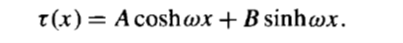 τ(x) = A cosh ωx + B sinh ωx.